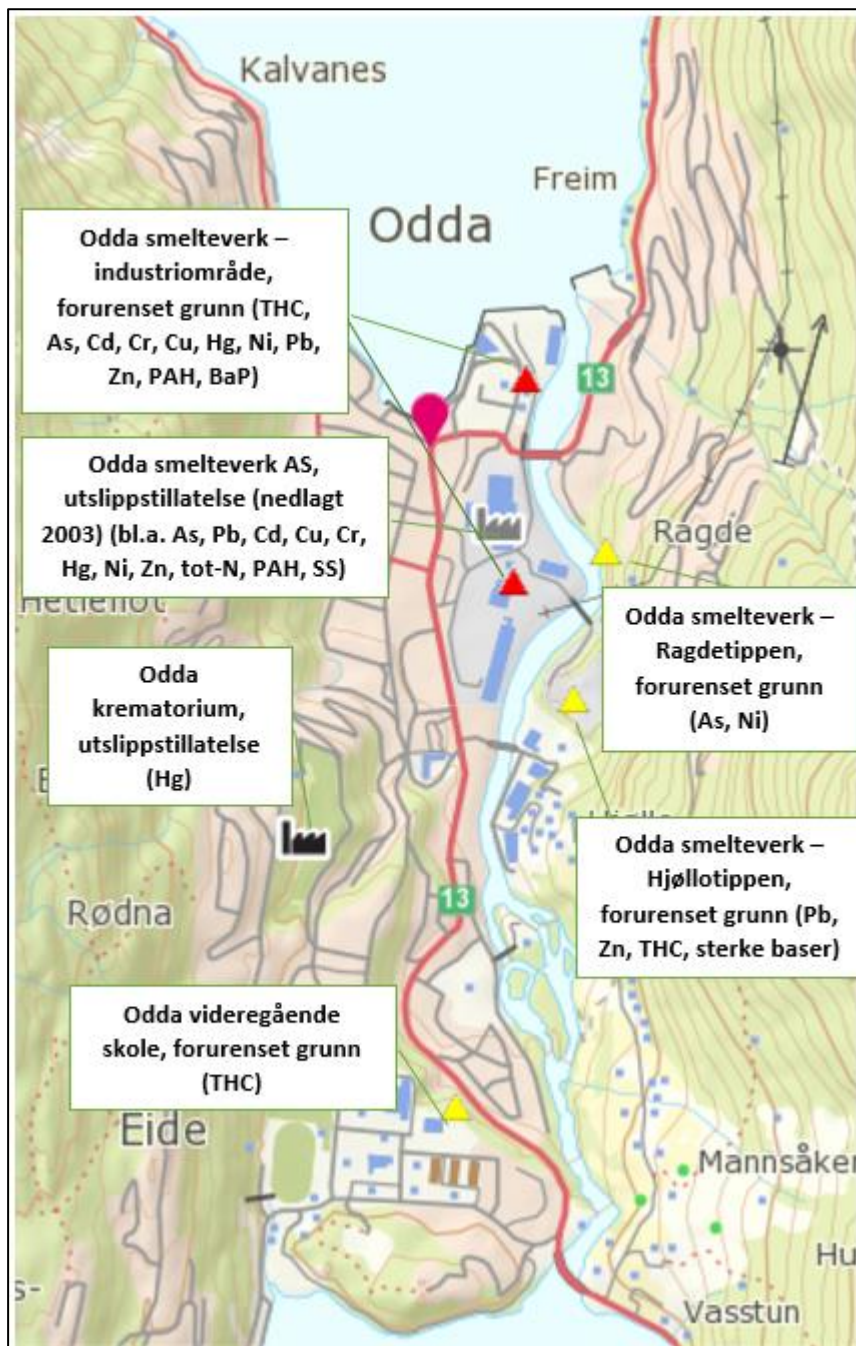 Kalvanes
Freim
Odda
Odda smelteverk –
industriområde,
forurenset grunn (THC,
As, Cd, Cr, Cu, Hg, Ni, Pb,
Zn, PAH, BaP)
13
Odda smelteverk AS,
utslippstillatelse (nedlagt
2003) (bl.a. As, Pb, Cd, Cu, Cr,
Hg, Ni, Zn, tot-N, PAH, SS)
Ragde
Odda smelteverk –
Ragdetippen,
forurenset grunn
(As, Ni)
Odda
krematorium,
utslippstillatelse
(Hg)
Odda smelteverk –
Hjøllotippen,
forurenset grunn (Pb,
Zn, THC, sterke baser)
13
Rødna
Odda videregående
skole, forurenset grunn
(THC)
Eide
Mannsåker
Hu
s-
Vasstun